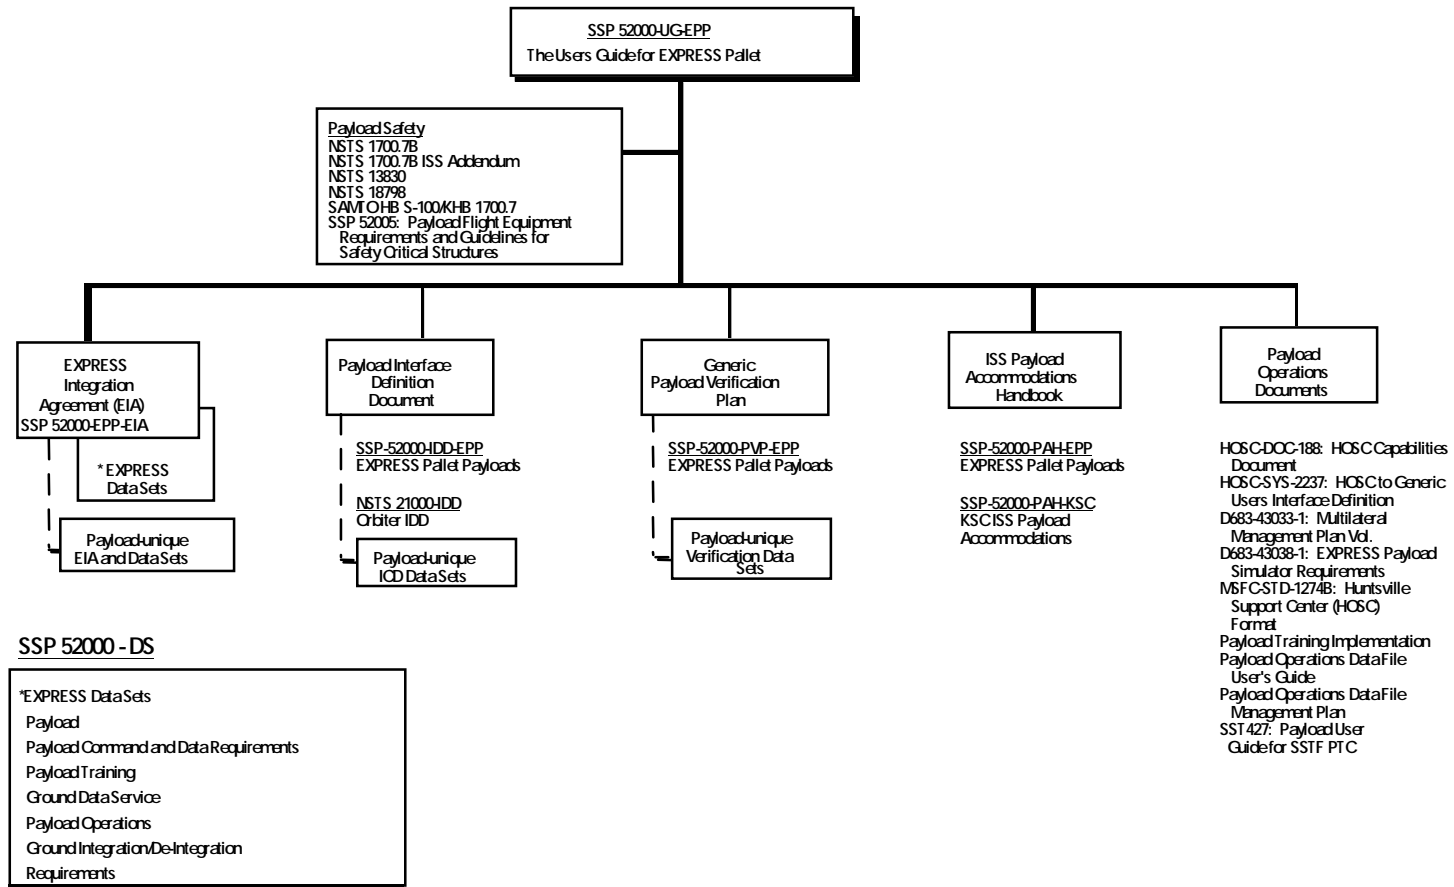 SSP 52000-UG-EPP
The Users Guide for EXPRESS Pallet
Payload Safety
NSTS 1700.7B
NSTS 1700.7B ISS Addendum
NSTS 13830
NSTS 18798
SAMTOHB S-100/KHB 1700.7
SSP 52005: Payload Flight Equipment
Requirements and Guidelines for
Safety Critical Structures
EXPRESS
Integration
Agreement (EIA)
SSP 52000-EPP-EIA
* EXPRESS
Data Sets
Payload-unique
EIA and Data Sets
Payload Interface
Definition
Document
SSP-52000-IDD-EPP
EXPRESS Pallet Payloads
NSTS 21000-IDD
Orbiter IDD
Payload-unique
ICD Data Sets
Generic
Payload Verification
Plan
SSP-52000-PVP-EPP
EXPRESS Pallet Payloads
Payload-unique
Verification Data
Sets
ISS Payload
Accommodations
Handbook
SSP-52000-PAH-EPP
EXPRESS Pallet Payloads
SSP-52000-PAH-KSC
KSC ISS Payload
Accommodations
Payload
Operations
Documents
HOSC-DOC-188: HOSC Capabilities
Document
HOSC-SYS-2237: HOSC to Generic
Users Interface Definition
D683-43033-1: Multilateral
Management Plan Vol.
D683-43038-1: EXPRESS Payload
Simulator Requirements
MSFC-STD-1274B: Huntsville
Support Center (HOSC)
Format
Payload Training Implementation
Payload Operations Data File
User's Guide
Payload Operations Data File
Management Plan
SST 427: Payload User
Guide for SSTF PTC
SSP 52000 - DS
*EXPRESS Data Sets
Payload
Payload Command and Data Requirements
Payload Training
Ground Data Service
Payload Operations
Ground Integration/De-Integration
Requirements